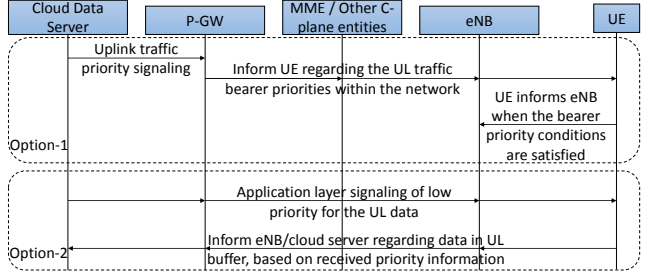 Cloud Data
Server
P-GW
MME / Other C-
plane entities
eNB
UE
Uplink traffic
priority signaling
Inform UE regarding the UL traffic
bearer priorities within the network
UE informs eNB
when the bearer
priority conditions
are satisfied
Option-1
Application layer signaling of low
priority for the UL data
Inform eNB/cloud server regarding data in UL
buffer, based on received priority information
Option-2